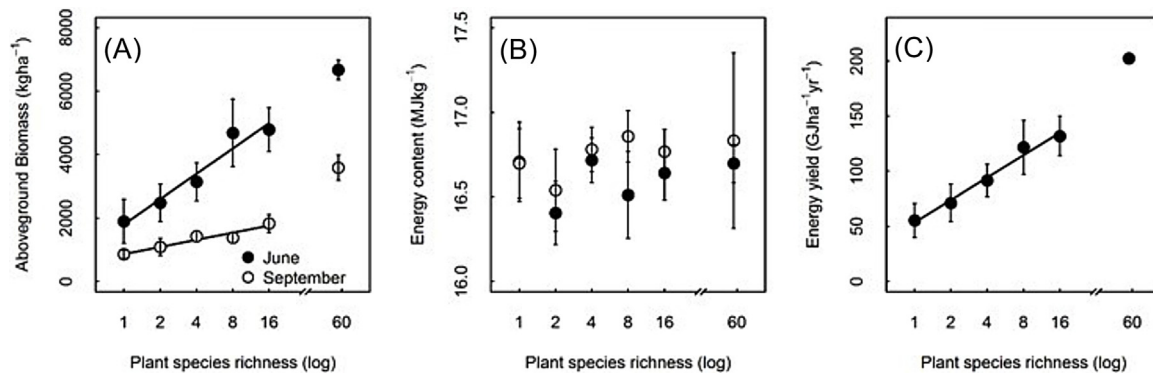 (A)
Aboveground Biomass (kgha⁻¹)
8000
6000
4000
2000
0
June
September
1 2 4 8 16 60
Plant species richness (log)
(B)
Energy content (MJkg⁻¹)
17.5
17.0
16.5
16.0
1 2 4 8 16 60
Plant species richness (log)
(C)
Energy yield (GJha⁻¹yr⁻¹)
200
150
100
50
0
1 2 4 8 16 60
Plant species richness (log)